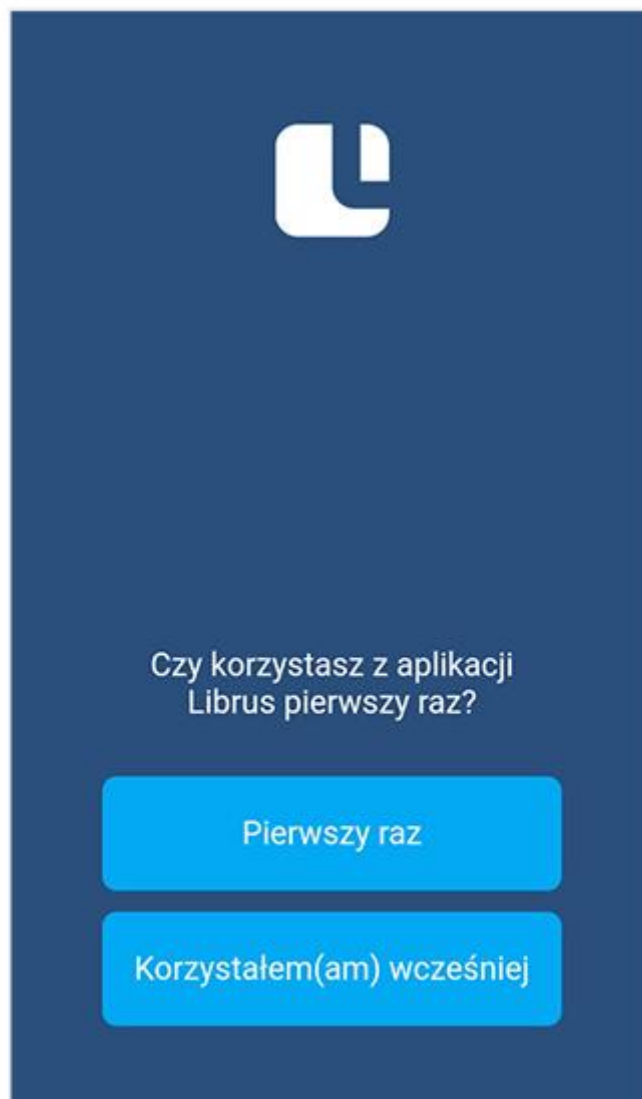 Czy korzystasz z aplikacji
Librus pierwszy raz?
Pierwszy raz
Korzystałem(am) wcześniej